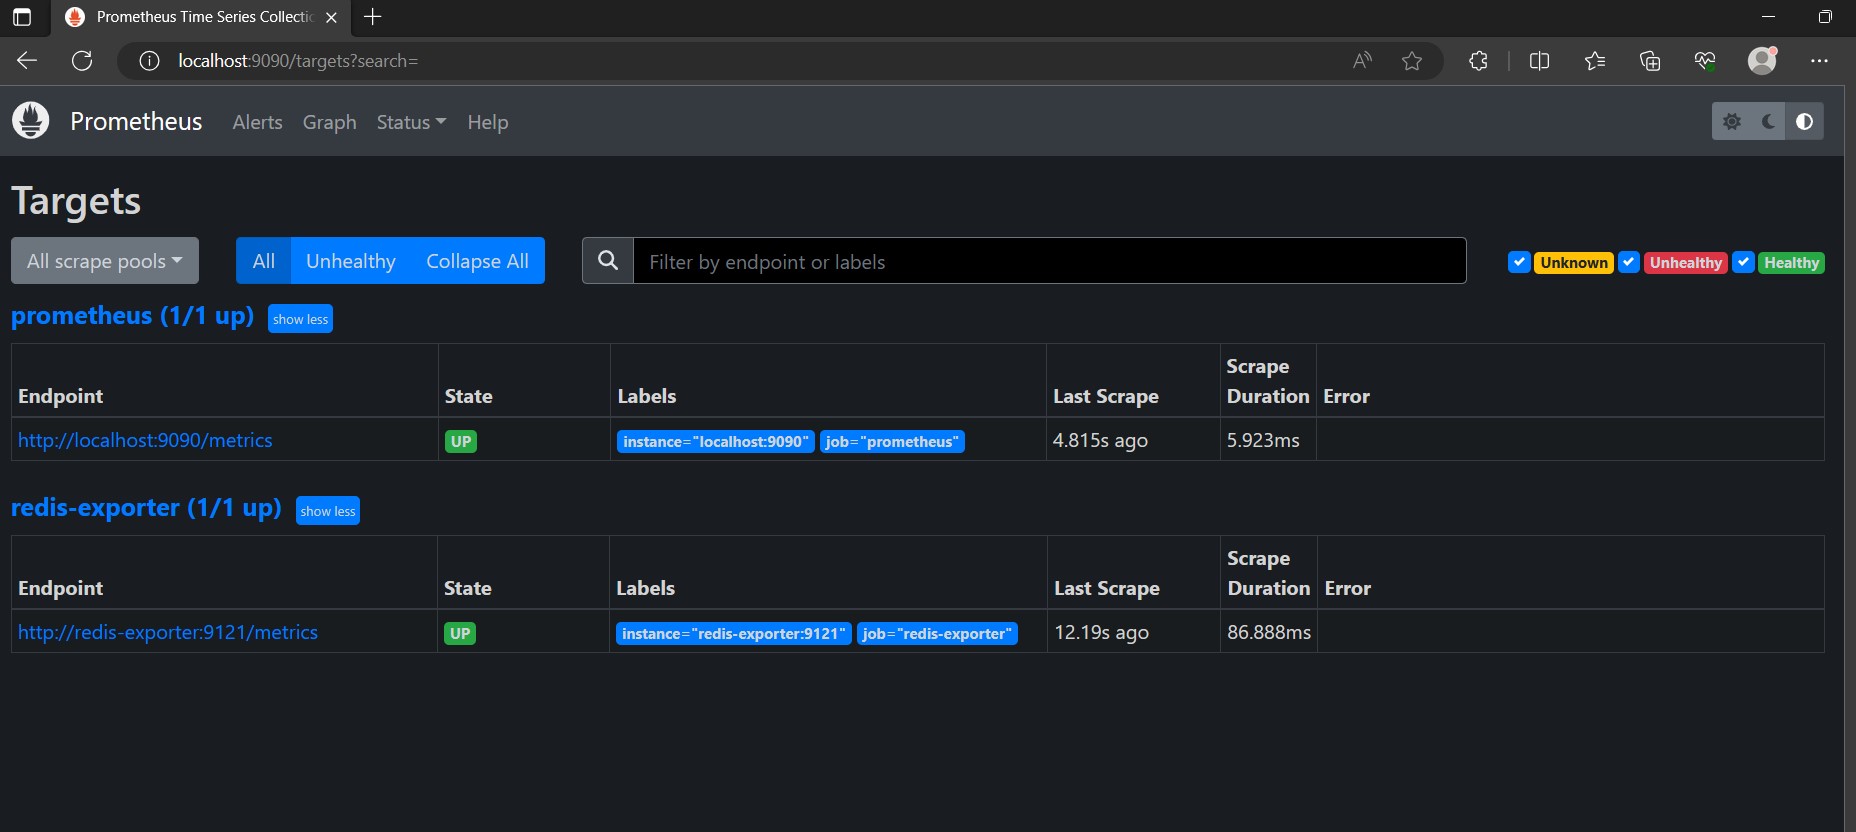 Prometheus Time Series Collectic
localhost:9090/targets?search=
Prometheus Alerts Graph Status Help
Targets
All scrape pools All Unhealthy Collapse All Filter by endpoint or labels Unknown Unhealthy Healthy
prometheus (1/1 up) show less
Endpoint State Labels Last Scrape Scrape Duration Error
http://localhost:9090/metrics UP instance="localhost:9090" job="prometheus" 4.815s ago 5.923ms
redis-exporter (1/1 up) show less
Endpoint State Labels Last Scrape Scrape Duration Error
http://redis-exporter:9121/metrics UP instance="redis-exporter:9121" job="redis-exporter" 12.19s ago 86.888ms